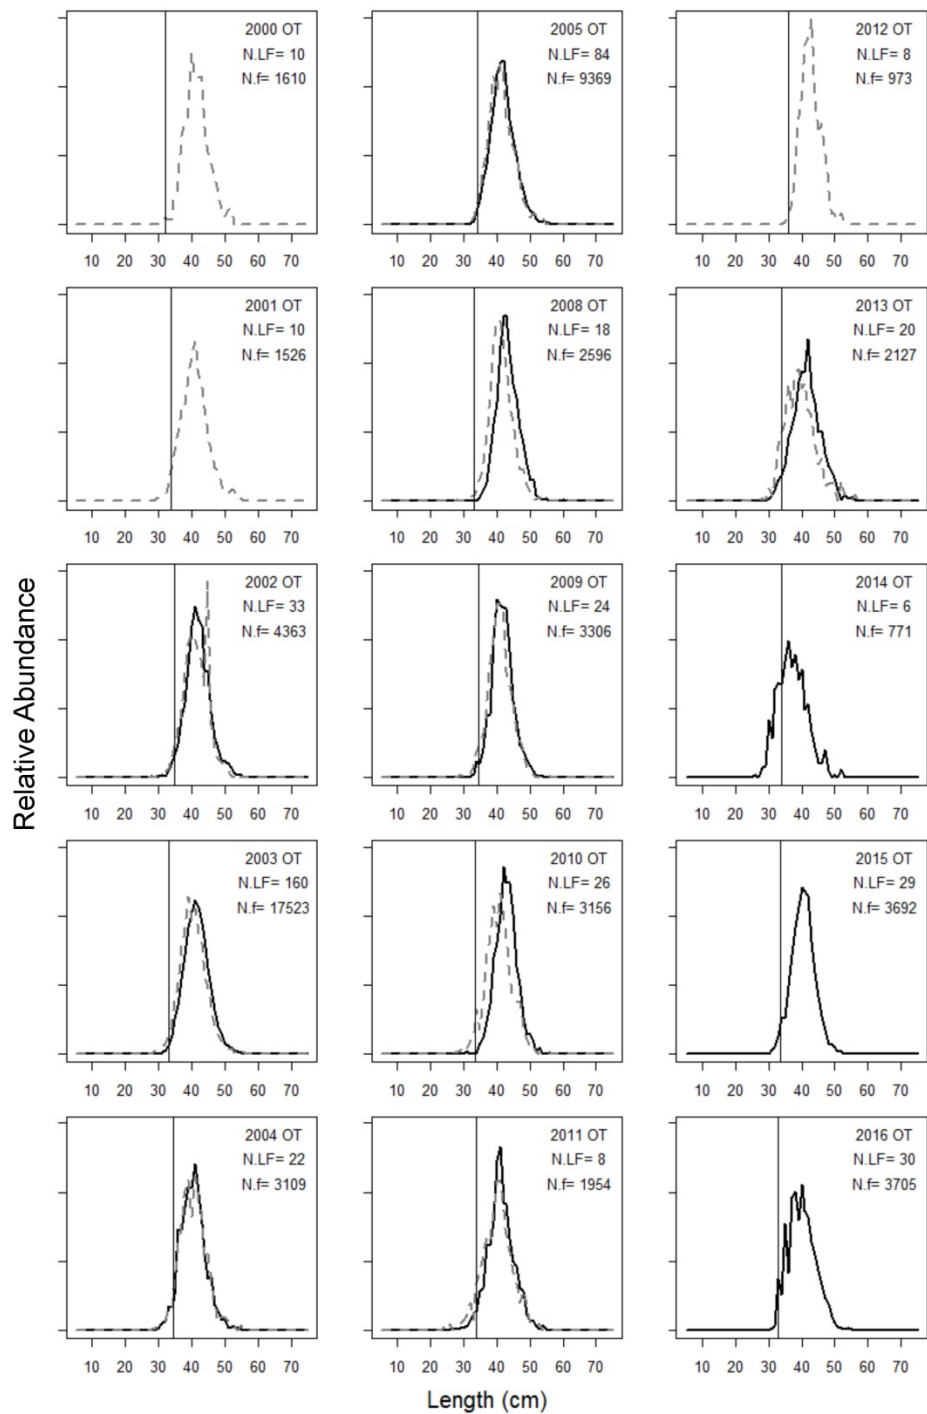 2000 OT
N.LF= 10
N.f= 1610
10 20 30 40 50 60 70
2005 OT
N.LF= 84
N.f= 9369
10 20 30 40 50 60 70
2012 OT
N.LF= 8
N.f= 973
10 20 30 40 50 60 70
2001 OT
N.LF= 10
N.f= 1526
10 20 30 40 50 60 70
2008 OT
N.LF= 18
N.f= 2596
10 20 30 40 50 60 70
2013 OT
N.LF= 20
N.f= 2127
10 20 30 40 50 60 70
Relative Abundance
2002 OT
N.LF= 33
N.f= 4363
10 20 30 40 50 60 70
2009 OT
N.LF= 24
N.f= 3306
10 20 30 40 50 60 70
2014 OT
N.LF= 6
N.f= 771
10 20 30 40 50 60 70
2003 OT
N.LF= 160
N.f= 17523
10 20 30 40 50 60 70
2010 OT
N.LF= 26
N.f= 3156
10 20 30 40 50 60 70
2015 OT
N.LF= 29
N.f= 3692
10 20 30 40 50 60 70
2004 OT
N.LF= 22
N.f= 3109
10 20 30 40 50 60 70
2011 OT
N.LF= 8
N.f= 1954
10 20 30 40 50 60 70
2016 OT
N.LF= 30
N.f= 3705
10 20 30 40 50 60 70
Length (cm)